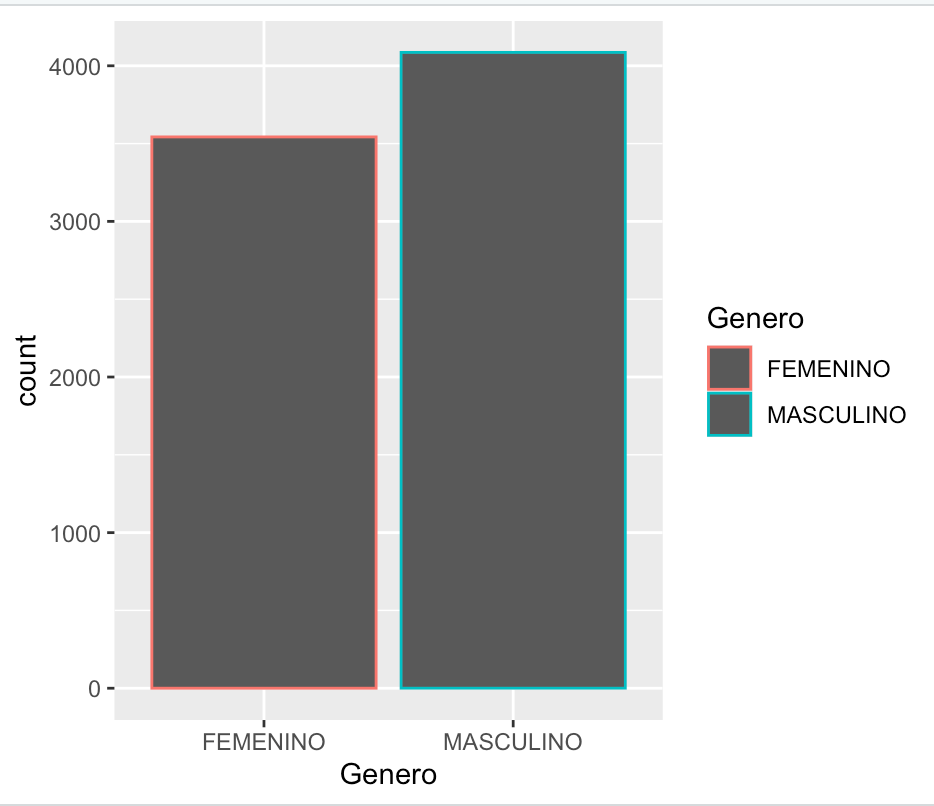 4000
3000
2000
1000
0
count
FEMENINO
MASCULINO
Genero
Genero
FEMENINO
MASCULINO